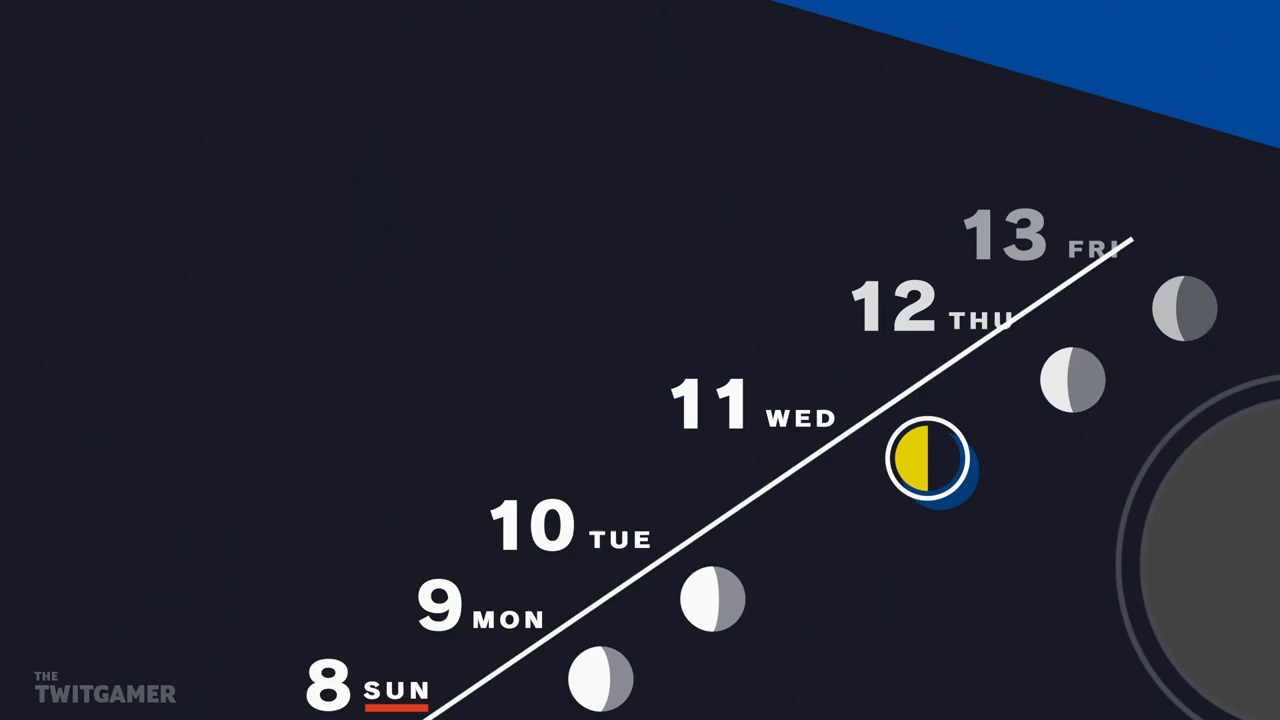 13 FRI
12 THU
11 WED
10 TUE
9 MON
8 SUN
THE
TWITGAMER